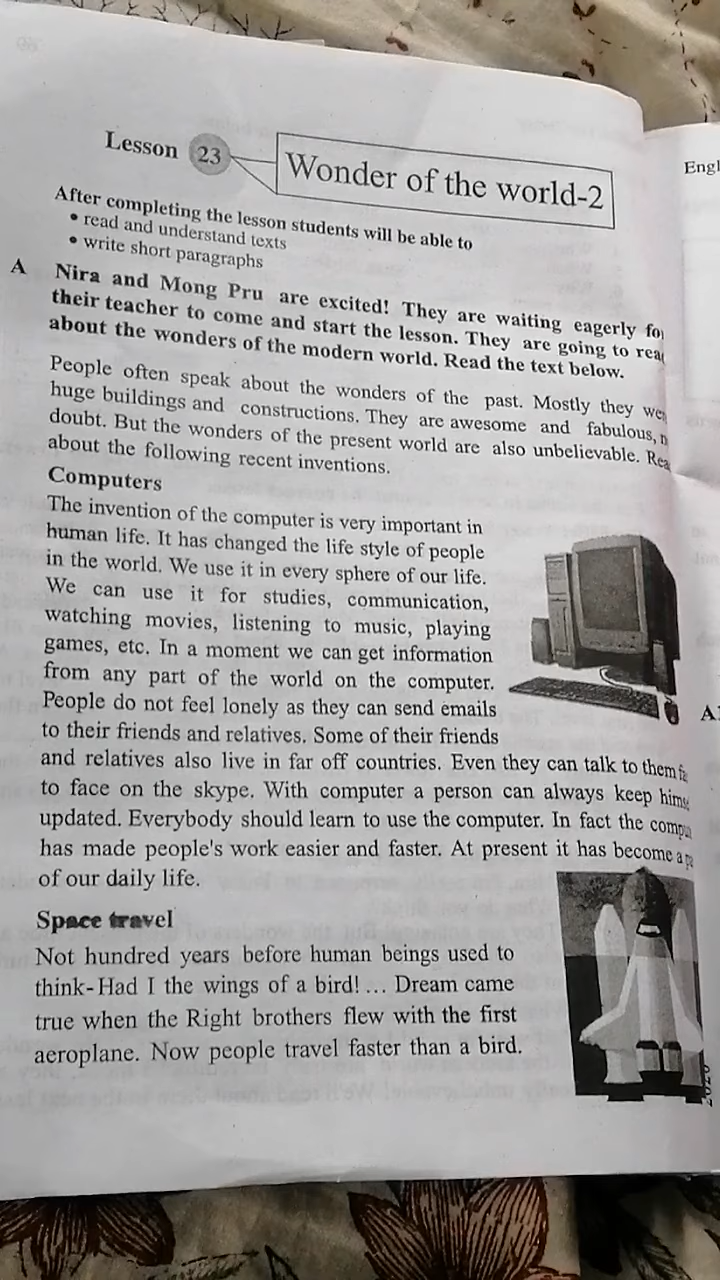 Lesson 23 Wonder of the world-2
After completing the lesson students will be able to
• read and understand texts
• write short paragraphs
A Nira and Mong Pru are excited! They are waiting eagerly
their teacher to come and start the lesson. They are going to
about the wonders of the modern world. Read the text below.
People often speak about the wonders of the past. Mostly they
huge buildings and constructions. They are awesome and fabulous,
doubt. But the wonders of the present world are also unbelievable.
about the following recent inventions.
Computers
The invention of the computer is very important in
human life. It has changed the life style of people
in the world. We use it in every sphere of our life.
We can use it for studies, communication,
watching movies, listening to music, playing
games, etc. In a moment we can get information
from any part of the world on the computer.
People do not feel lonely as they can send emails
to their friends and relatives. Some of their friends
and relatives also live in far off countries. Even they can talk to them
to face on the skype. With computer a person can always keep
updated. Everybody should learn to use the computer. In fact the
has made people's work easier and faster. At present it has become a
of our daily life.
Space travel
Not hundred years before human beings used to
think-Had I the wings of a bird!... Dream came
true when the Right brothers flew with the first
aeroplane. Now people travel faster than a bird.